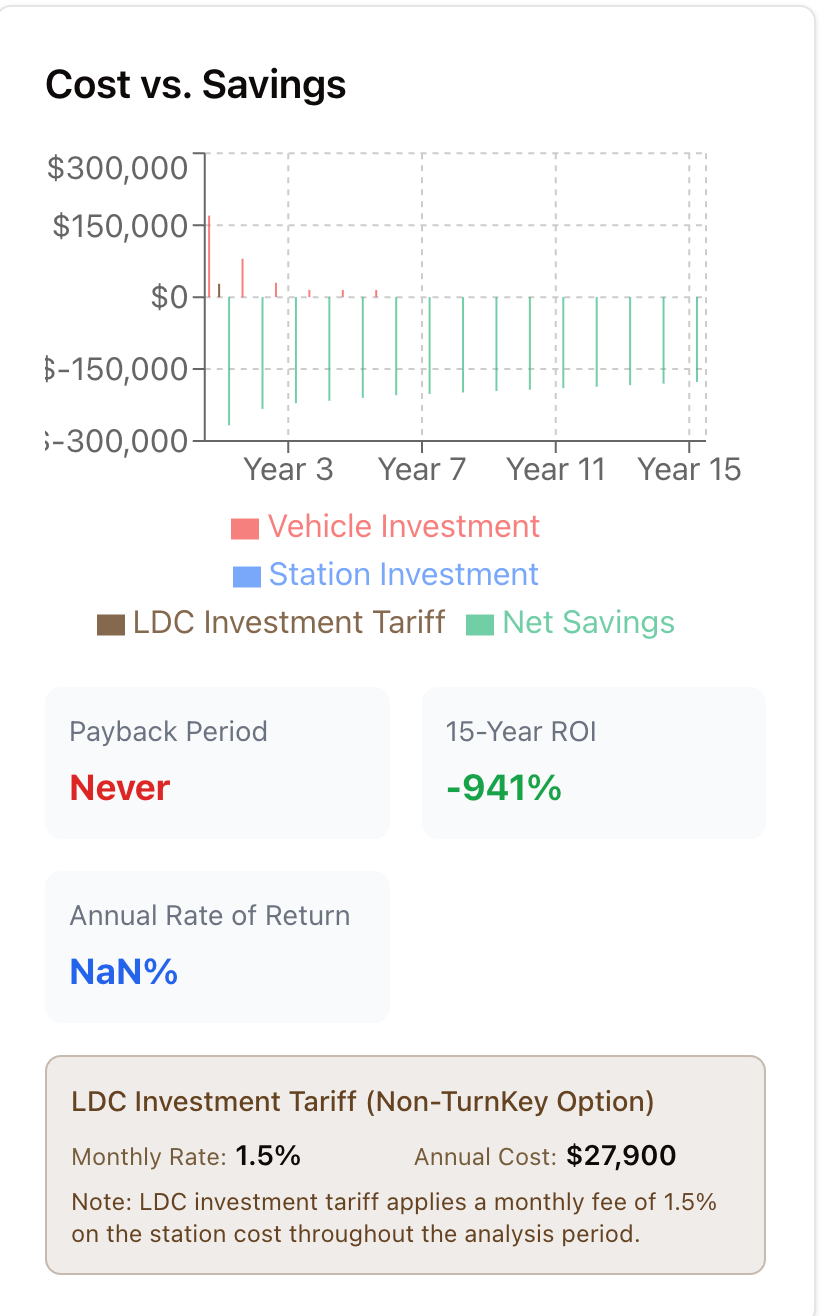 Cost vs. Savings
$300,000
$150,000
$0
$-150,000
$-300,000
Year 3 Year 7 Year 11 Year 15
Vehicle Investment
Station Investment
LDC Investment Tariff Net Savings
Payback Period 15-Year ROI
Never -941%
Annual Rate of Return
NaN%
LDC Investment Tariff (Non-TurnKey Option)
Monthly Rate: 1.5% Annual Cost: $27,900
Note: LDC investment tariff applies a monthly fee of 1.5%
on the station cost throughout the analysis period.